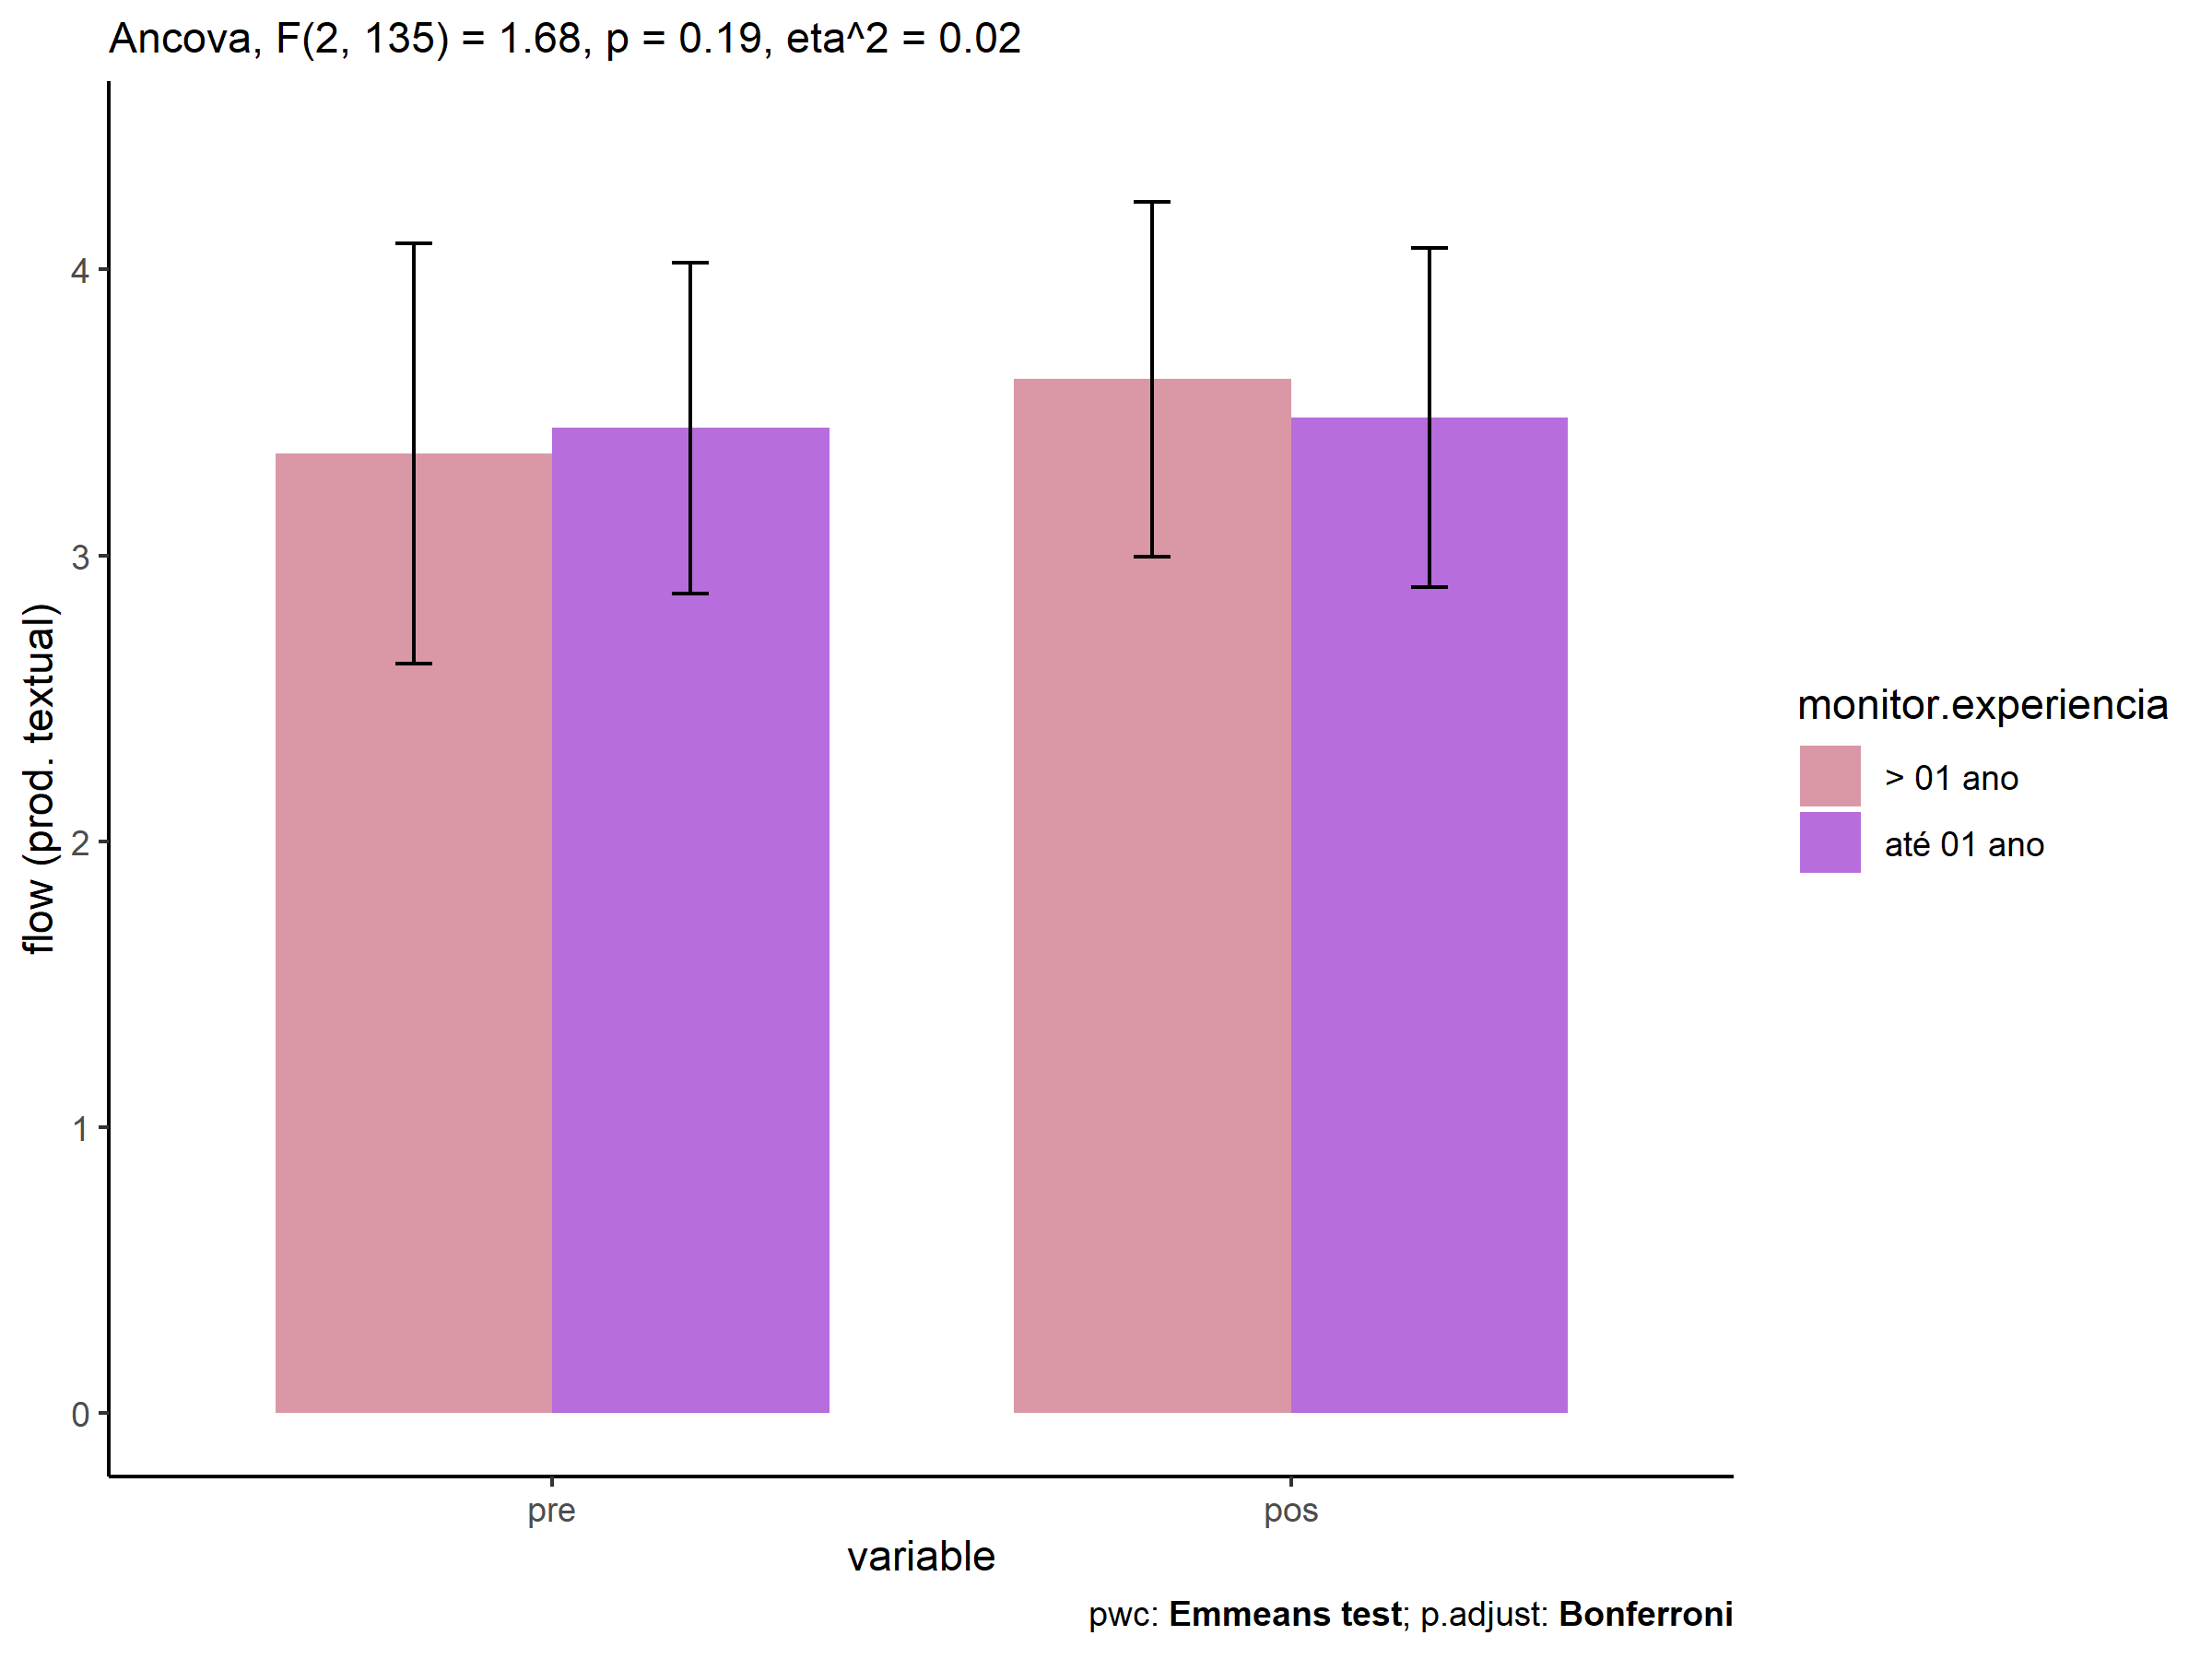 Ancova, F(2, 135) = 1.68, p = 0.19, eta^2 = 0.02
flow (prod. textual)
4
3
2
1
0
pre
pos
variable
monitor.experiencia
> 01 ano
até 01 ano
pwc: Emmeans test; p.adjust: Bonferroni